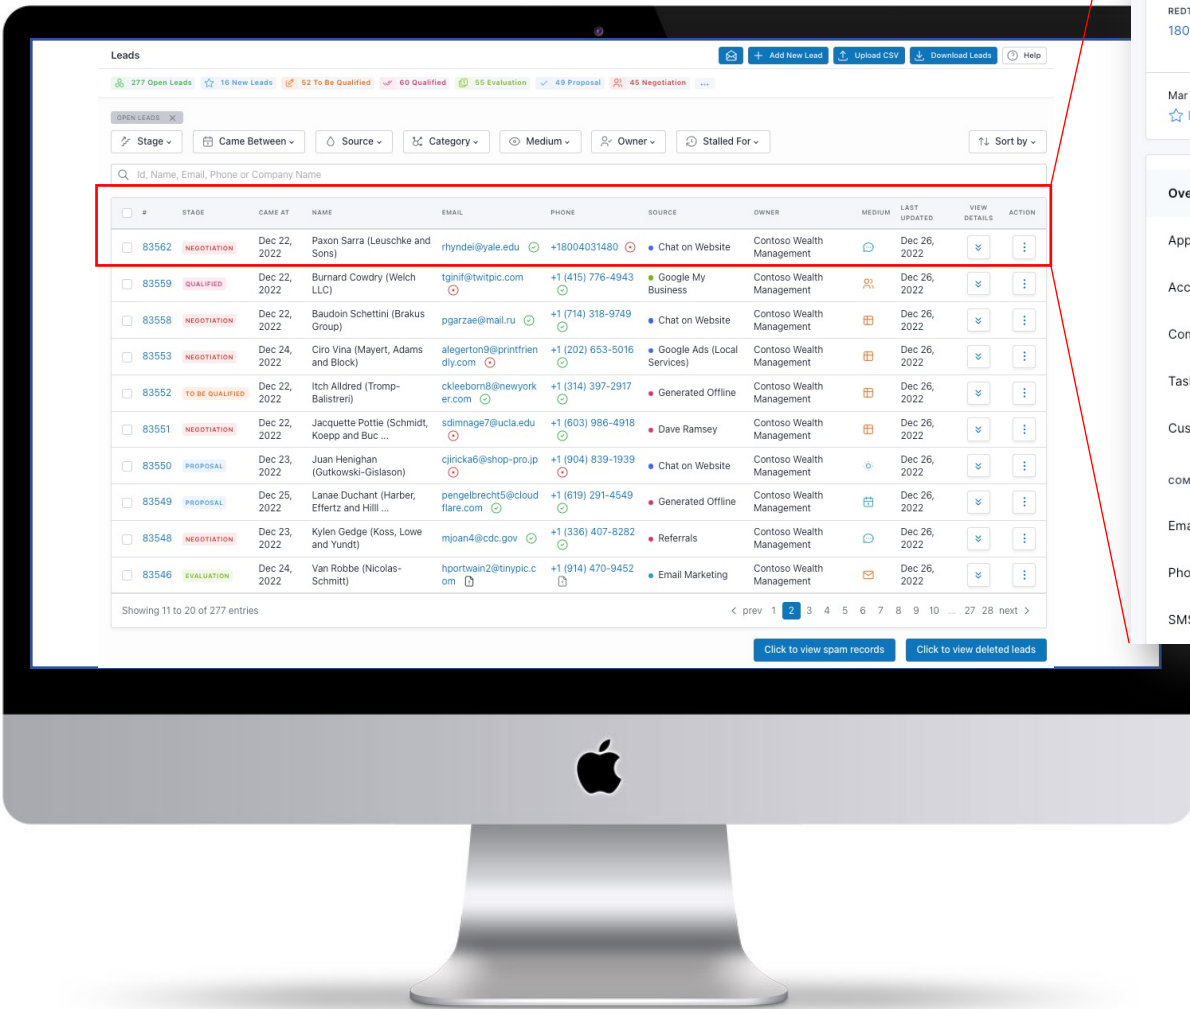 Leads
+ Add New Lead
Upload CSV
Download Leads
Help
277 Open Leads
16 New Leads
52 To Be Qualified
60 Qualified
55 Evaluation
49 Proposal
45 Negotiation
...
OPEN LEADS X
Stage
Came Between
Source
Category
Medium
Owner
Stalled For
Sort by
Id, Name, Email, Phone or Company Name
# STAGE CAME AT NAME EMAIL PHONE SOURCE OWNER MEDIUM LAST UPDATED VIEW DETAILS ACTION
83562 NEGOTIATION Dec 22, 2022 Paxon Sarra (Leuschke and Sons) rhyndei@yale.edu +18004031480 Chat on Website Contoso Wealth Management Dec 26, 2022
83559 QUALIFIED Dec 22, 2022 Burnard Cowdry (Welch LLC) tginif@twitpic.com +1 (415) 776-4943 Google My Business Contoso Wealth Management Dec 26, 2022
83558 NEGOTIATION Dec 22, 2022 Baudoin Schettini (Brakus Group) pgarzae@mail.ru +1 (714) 318-9749 Chat on Website Contoso Wealth Management Dec 26, 2022
83553 NEGOTIATION Dec 24, 2022 Ciro Vina (Mayert, Adams and Block) alegerton9@printfriendly.com +1 (202) 653-5016 Google Ads (Local Services) Contoso Wealth Management Dec 26, 2022
83552 TO BE QUALIFIED Dec 22, 2022 Itch Alldred (Tromp-Balistreri) ckleeborn8@newyorker.com +1 (314) 397-2917 Generated Offline Contoso Wealth Management Dec 26, 2022
83551 NEGOTIATION Dec 22, 2022 Jacquette Pottie (Schmidt, Koepp and Buc ... sdimnage7@ucla.edu +1 (603) 986-4918 Dave Ramsey Contoso Wealth Management Dec 26, 2022
83550 PROPOSAL Dec 23, 2022 Juan Henighan (Gutkowski-Gislason) cjiricka6@shop-pro.jp +1 (904) 839-1939 Chat on Website Contoso Wealth Management Dec 26, 2022
83549 PROPOSAL Dec 25, 2022 Lanae Duchant (Harber, Effertz and Hilll ... pengelbrecht5@cloudflare.com +1 (619) 291-4549 Generated Offline Contoso Wealth Management Dec 26, 2022
83548 NEGOTIATION Dec 23, 2022 Kylen Gedge (Koss, Lowe and Yundt) mjoan4@cdc.gov +1 (336) 407-8282 Referrals Contoso Wealth Management Dec 26, 2022
83546 EVALUATION Dec 24, 2022 Van Robbe (Nicolas-Schmitt) hportwain2@tinypic.com +1 (914) 470-9452 Email Marketing Contoso Wealth Management Dec 26, 2022
Showing 11 to 20 of 277 entries
< prev 1 2 3 4 5 6 7 8 9 10 ... 27 28 next >
Click to view spam records
Click to view deleted leads
180
Mar